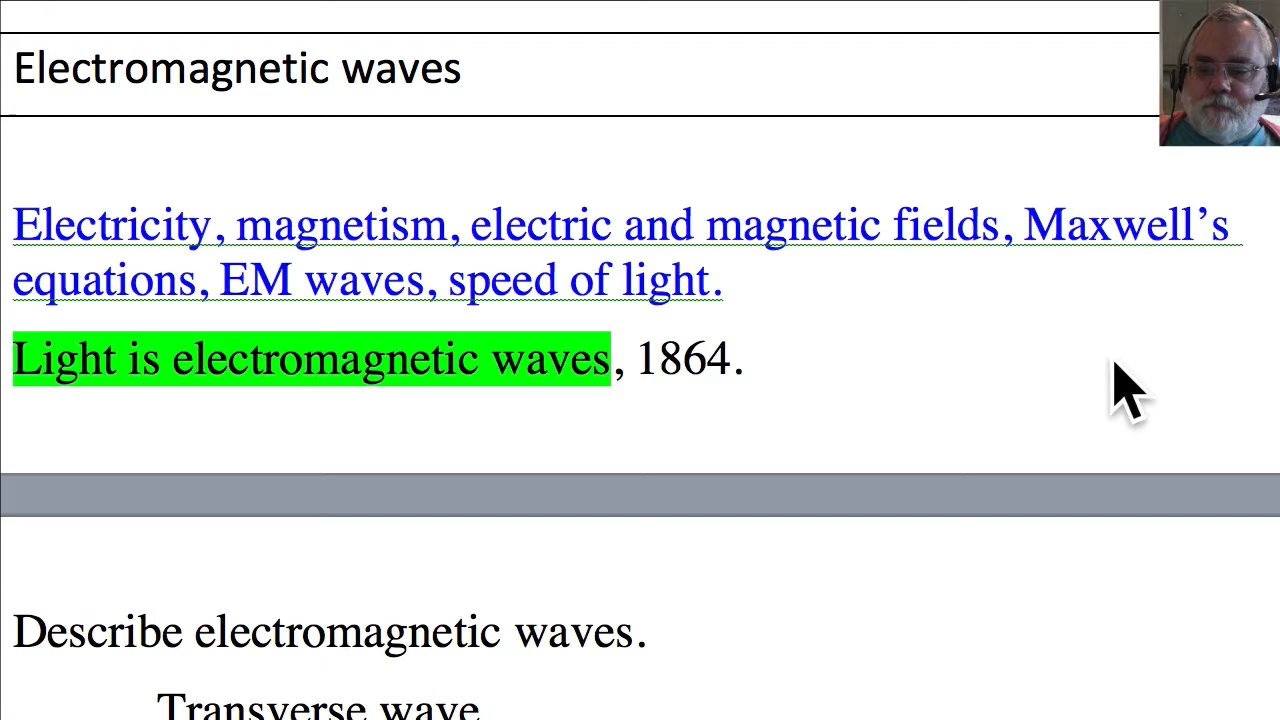 Electromagnetic waves
Electricity, magnetism, electric and magnetic fields, Maxwell’s
equations, EM waves, speed of light.
Light is electromagnetic waves, 1864.
Describe electromagnetic waves.
Transverse wave